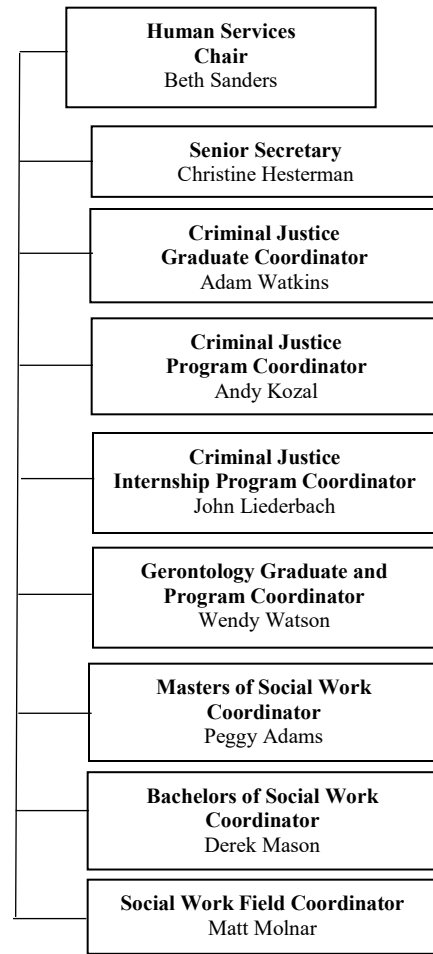 Human Services
Chair
Beth Sanders
Senior Secretary
Christine Hesterman
Criminal Justice
Graduate Coordinator
Adam Watkins
Criminal Justice
Program Coordinator
Andy Kozal
Criminal Justice
Internship Program Coordinator
John Liederbach
Gerontology Graduate and
Program Coordinator
Wendy Watson
Masters of Social Work
Coordinator
Peggy Adams
Bachelors of Social Work
Coordinator
Derek Mason
Social Work Field Coordinator
Matt Molnar